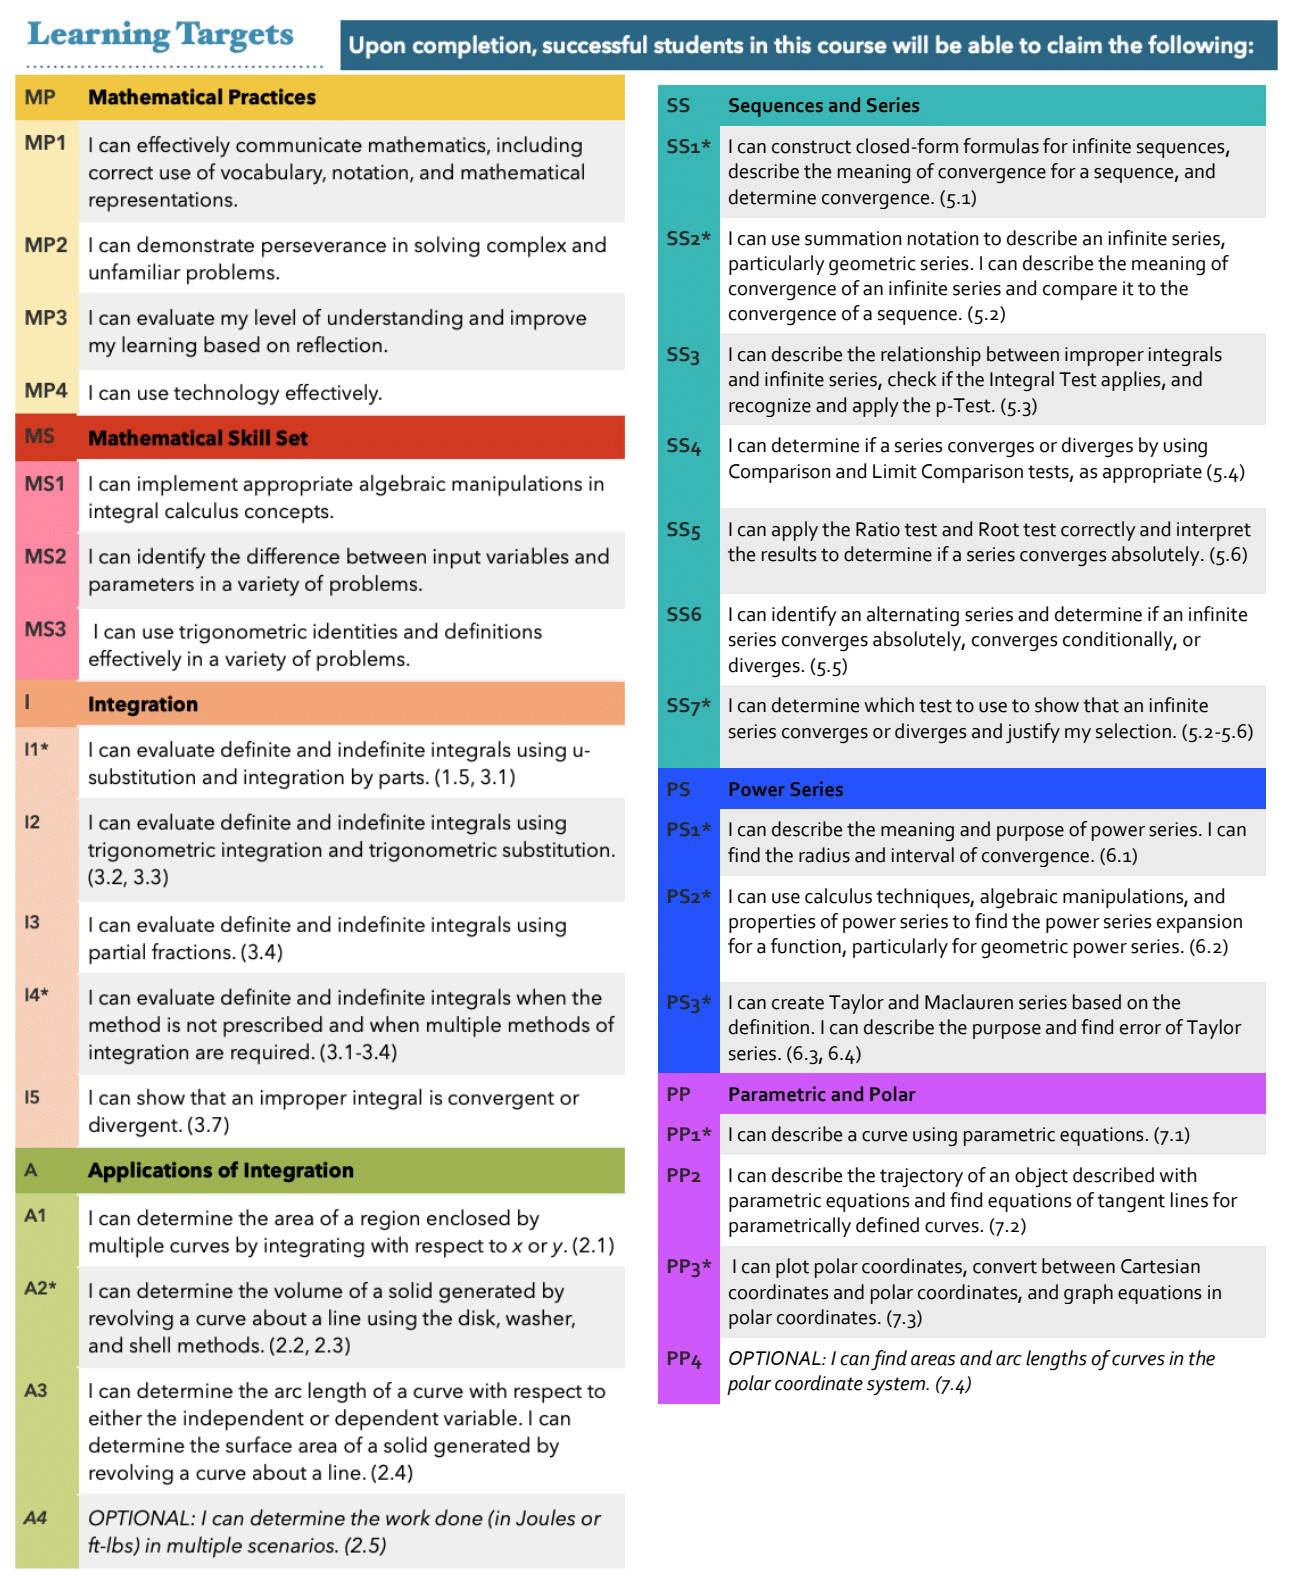 Learning Targets
Upon completion, successful students in this course will be able to claim the following:
MP Mathematical Practices
MP1 I can effectively communicate mathematics, including
correct use of vocabulary, notation, and mathematical
representations.
MP2 I can demonstrate perseverance in solving complex and
unfamiliar problems.
MP3 I can evaluate my level of understanding and improve
my learning based on reflection.
MP4 I can use technology effectively.
MS Mathematical Skill Set
MS1 I can implement appropriate algebraic manipulations in
integral calculus concepts.
MS2 I can identify the difference between input variables and
parameters in a variety of problems.
MS3 I can use trigonometric identities and definitions
effectively in a variety of problems.
I Integration
I1* I can evaluate definite and indefinite integrals using u-
substitution and integration by parts. (1.5, 3.1)
I2 I can evaluate definite and indefinite integrals using
trigonometric integration and trigonometric substitution.
(3.2, 3.3)
I3 I can evaluate definite and indefinite integrals using
partial fractions. (3.4)
I4* I can evaluate definite and indefinite integrals when the
method is not prescribed and when multiple methods of
integration are required. (3.1-3.4)
I5 I can show that an improper integral is convergent or
divergent. (3.7)
A Applications of Integration
A1 I can determine the area of a region enclosed by
multiple curves by integrating with respect to x or y. (2.1)
A2* I can determine the volume of a solid generated by
revolving a curve about a line using the disk, washer,
and shell methods. (2.2, 2.3)
A3 I can determine the arc length of a curve with respect to
either the independent or dependent variable. I can
determine the surface area of a solid generated by
revolving a curve about a line. (2.4)
A4 OPTIONAL: I can determine the work done (in Joules or
ft-lbs) in multiple scenarios. (2.5)
SS Sequences and Series
SS1* I can construct closed-form formulas for infinite sequences,
describe the meaning of convergence for a sequence, and
determine convergence. (5.1)
SS2* I can use summation notation to describe an infinite series,
particularly geometric series. I can describe the meaning of
convergence of an infinite series and compare it to the
convergence of a sequence. (5.2)
SS3 I can describe the relationship between improper integrals
and infinite series, check if the Integral Test applies, and
recognize and apply the p-Test. (5.3)
SS4 I can determine if a series converges or diverges by using
Comparison and Limit Comparison tests, as appropriate (5.4)
SS5 I can apply the Ratio test and Root test correctly and interpret
the results to determine if a series converges absolutely. (5.6)
SS6 I can identify an alternating series and determine if an infinite
series converges absolutely, converges conditionally, or
diverges. (5.5)
SS7* I can determine which test to use to show that an infinite
series converges or diverges and justify my selection. (5.2-5.6)
PS Power Series
PS1* I can describe the meaning and purpose of power series. I can
find the radius and interval of convergence. (6.1)
PS2* I can use calculus techniques, algebraic manipulations, and
properties of power series to find the power series expansion
for a function, particularly for geometric power series. (6.2)
PS3* I can create Taylor and Maclauren series based on the
definition. I can describe the purpose and find error of Taylor
series. (6.3, 6.4)
PP Parametric and Polar
PP1* I can describe a curve using parametric equations. (7.1)
PP2 I can describe the trajectory of an object described with
parametric equations and find equations of tangent lines for
parametrically defined curves. (7.2)
PP3* I can plot polar coordinates, convert between Cartesian
coordinates and polar coordinates, and graph equations in
polar coordinates. (7.3)
PP4 OPTIONAL: I can find areas and arc lengths of curves in the
polar coordinate system. (7.4)